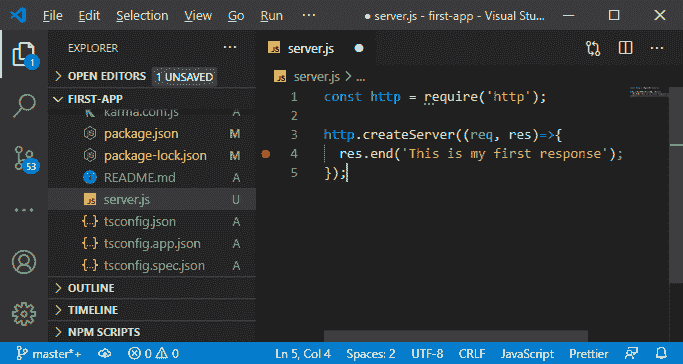 File Edit Selection View Go Run ··· ● server.js - first-app - Visual Stu...
EXPLORER ···
OPEN EDITORS 1 UNSAVED
FIRST-APP
karma.conf.js A
package.json M
package-lock.json M
README.md A
server.js U
tsconfig.json A
tsconfig.app.json A
tsconfig.spec.json A
OUTLINE
TIMELINE
NPM SCRIPTS
1
53
JS server.js ●
JS server.js > ...
1 const http = require('http');
2
3 http.createServer((req, res)=>{
4 res.end('This is my first response');
5 });
master*+ 0 0 Ln 5, Col 4 Spaces: 2 UTF-8 CRLF JavaScript Prettier